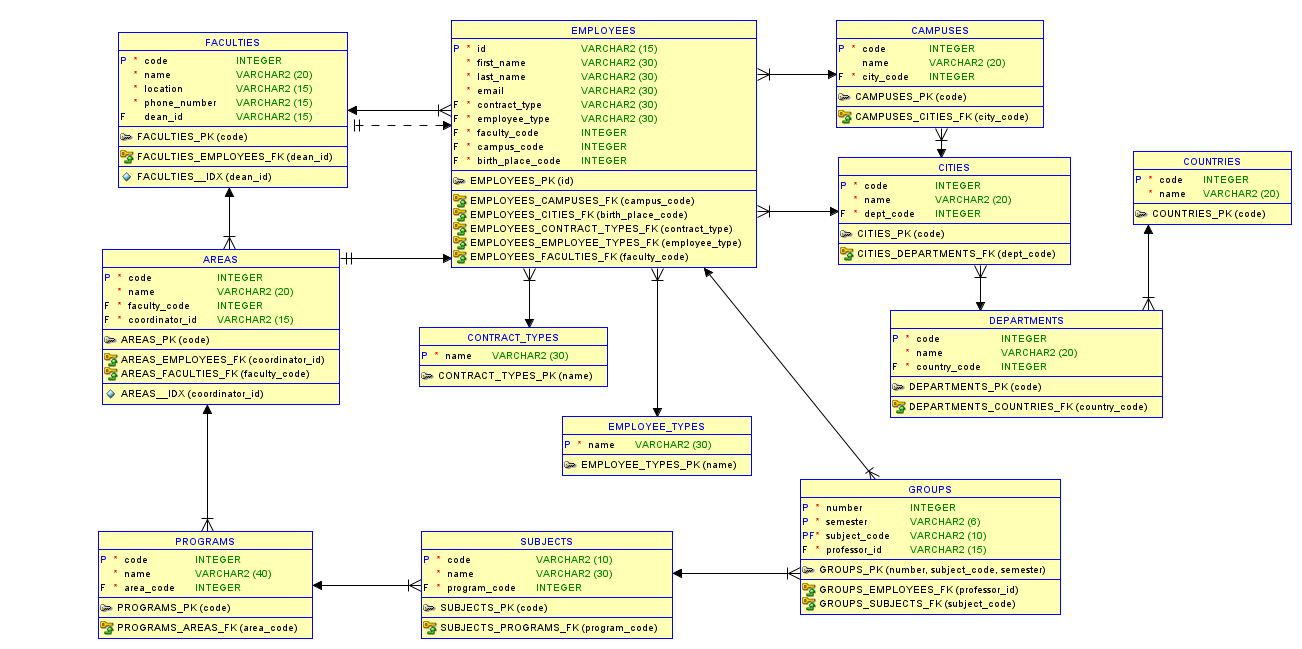 FACULTIES
P * code INTEGER
* name VARCHAR2 (20)
* location VARCHAR2 (15)
* phone_number VARCHAR2 (15)
F dean_id VARCHAR2 (15)
FACULTIES_PK (code)
FACULTIES_EMPLOYEES_FK (dean_id)
FACULTIES__IDX (dean_id)
EMPLOYEES
P * id VARCHAR2 (15)
* first_name VARCHAR2 (30)
* last_name VARCHAR2 (30)
* email VARCHAR2 (30)
F * contract_type VARCHAR2 (30)
F * employee_type VARCHAR2 (30)
F * faculty_code INTEGER
F * campus_code INTEGER
F * birth_place_code INTEGER
EMPLOYEES_PK (id)
EMPLOYEES_CAMPUSES_FK (campus_code)
EMPLOYEES_CITIES_FK (birth_place_code)
EMPLOYEES_CONTRACT_TYPES_FK (contract_type)
EMPLOYEES_EMPLOYEE_TYPES_FK (employee_type)
EMPLOYEES_FACULTIES_FK (faculty_code)
CAMPUSES
P * code INTEGER
name VARCHAR2 (20)
F * city_code INTEGER
CAMPUSES_PK (code)
CAMPUSES_CITIES_FK (city_code)
CITIES
P * code INTEGER
* name VARCHAR2 (20)
F * dept_code INTEGER
CITIES_PK (code)
CITIES_DEPARTMENTS_FK (dept_code)
COUNTRIES
P * code INTEGER
* name VARCHAR2 (20)
COUNTRIES_PK (code)
AREAS
P * code INTEGER
* name VARCHAR2 (20)
F * faculty_code INTEGER
F * coordinator_id VARCHAR2 (15)
AREAS_PK (code)
AREAS_EMPLOYEES_FK (coordinator_id)
AREAS_FACULTIES_FK (faculty_code)
AREAS__IDX (coordinator_id)
CONTRACT_TYPES
P * name VARCHAR2 (30)
CONTRACT_TYPES_PK (name)
DEPARTMENTS
P * code INTEGER
* name VARCHAR2 (20)
F * country_code INTEGER
DEPARTMENTS_PK (code)
DEPARTMENTS_COUNTRIES_FK (country_code)
EMPLOYEE_TYPES
P * name VARCHAR2 (30)
EMPLOYEE_TYPES_PK (name)
PROGRAMS
P * code INTEGER
* name VARCHAR2 (40)
F * area_code INTEGER
PROGRAMS_PK (code)
PROGRAMS_AREAS_FK (area_code)
SUBJECTS
P * code VARCHAR2 (10)
* name VARCHAR2 (30)
F * program_code INTEGER
SUBJECTS_PK (code)
SUBJECTS_PROGRAMS_FK (program_code)
GROUPS
P * number INTEGER
P * semester VARCHAR2 (6)
PF* subject_code VARCHAR2 (10)
F * professor_id VARCHAR2 (15)
GROUPS_PK (number, subject_code, semester)
GROUPS_EMPLOYEES_FK (professor_id)
GROUPS_SUBJECTS_FK (subject_code)